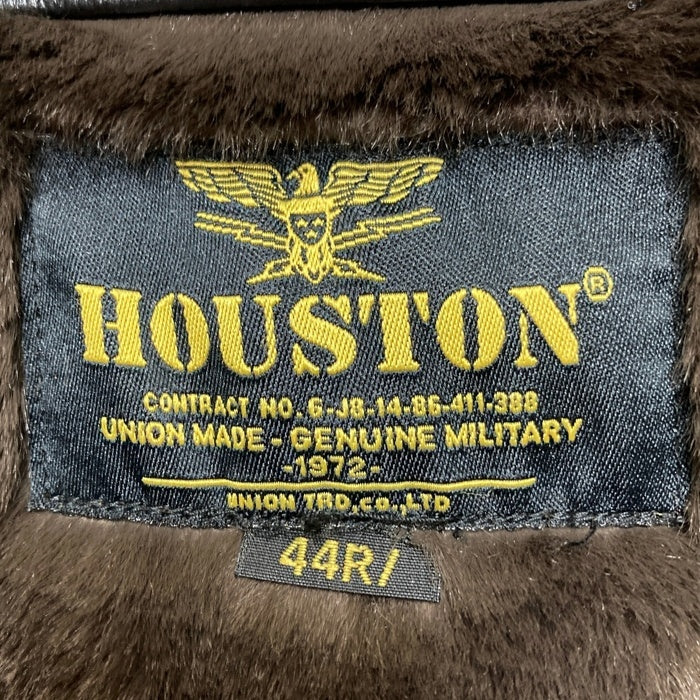 HOUSTON®
CONTRACT NO. 6-J8-14-86-411-388
UNION MADE - GENUINE MILITARY
-1972-
UNION TRD,CO.,LTD
44R/